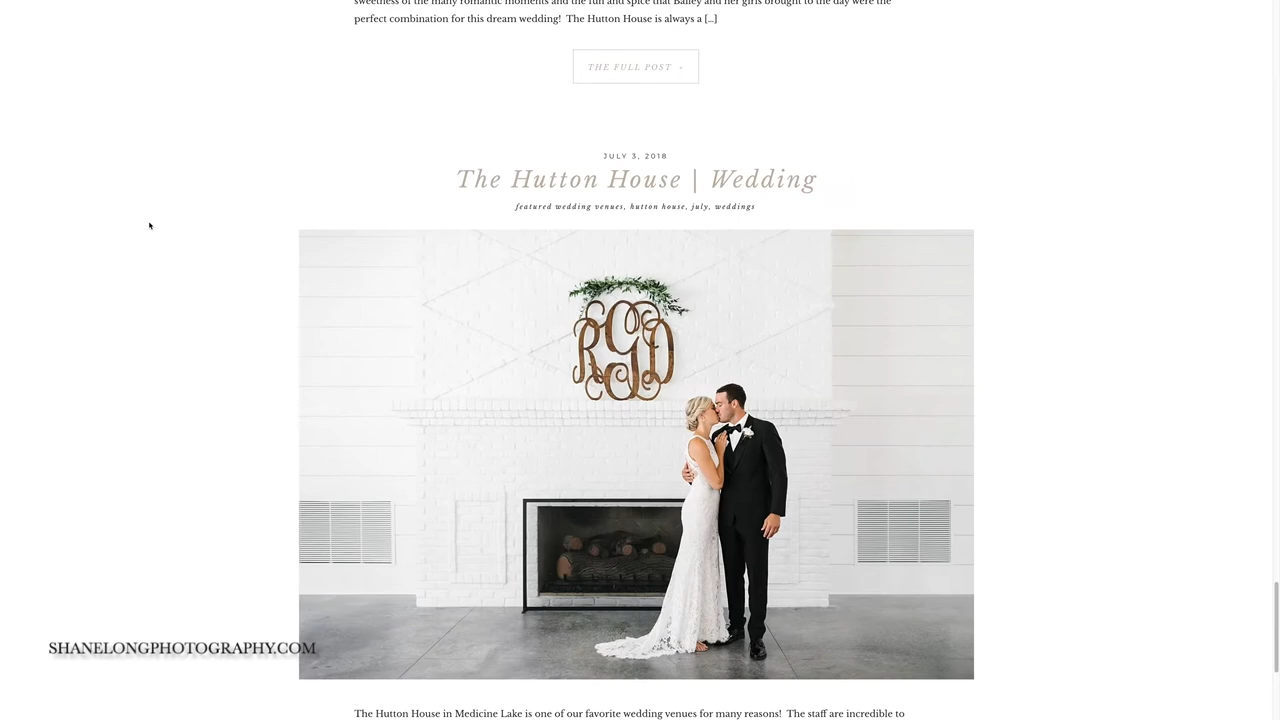 sweetness of the many romantic moments and the fun and spice that Bailey and her girls brought to the day were the
perfect combination for this dream wedding!  The Hutton House is always a [...]
THE FULL POST »
JULY 3, 2018
The Hutton House | Wedding
featured wedding venues, hutton house, july, weddings
RGD
SHANELONGPHOTOGRAPHY.COM
The Hutton House in Medicine Lake is one of our favorite wedding venues for many reasons!  The staff are incredible to